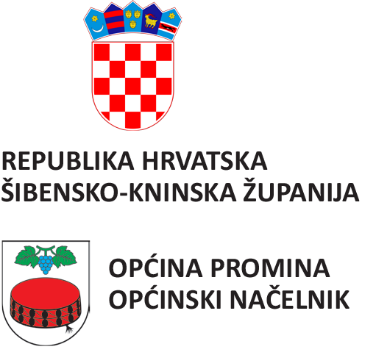 REPUBLIKA HRVATSKA
ŠIBENSKO-KNINSKA ŽUPANIJA
OPĆINA PROMINA
OPĆINSKI NAČELNIK